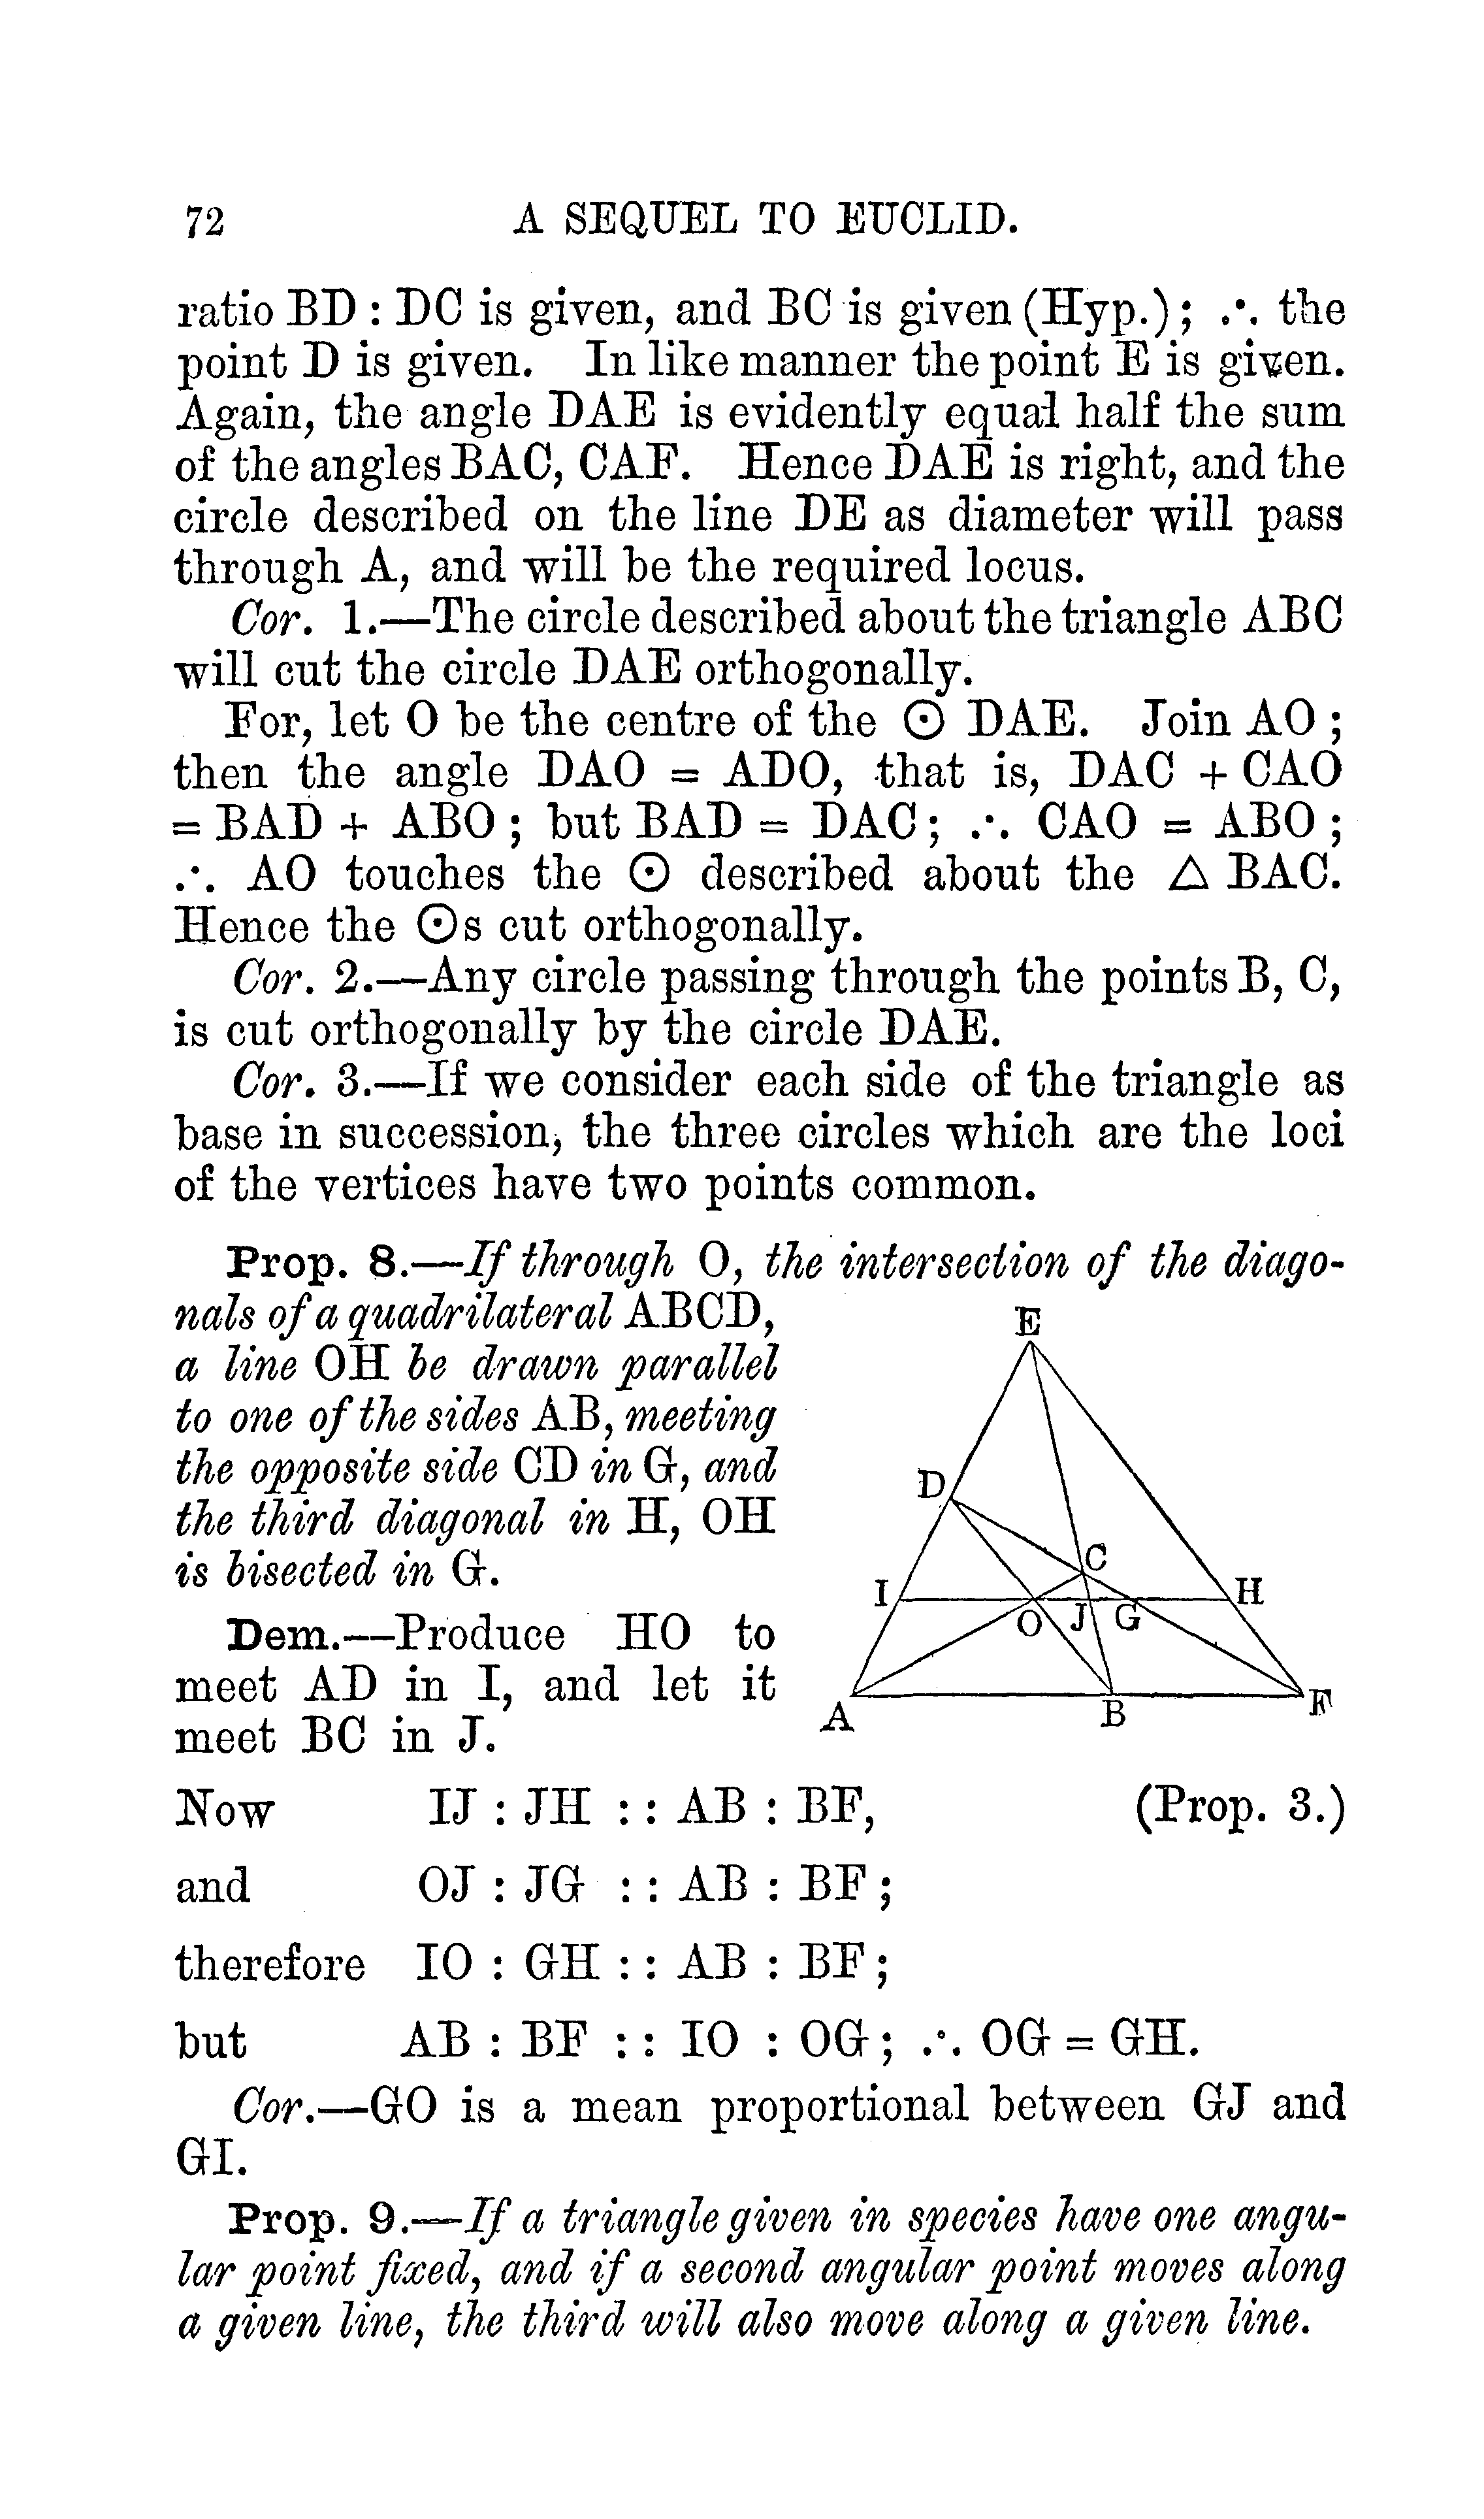 72 A SEQUEL TO EUCLID.
ratio BD : DC is given, and BC is given (Hyp.); ∴ the
point D is given. In like manner the point E is given.
Again, the angle DAE is evidently equal half the sum
of the angles BAC, CAF. Hence DAE is right, and the
circle described on the line DE as diameter will pass
through A, and will be the required locus.
Cor. 1.—The circle described about the triangle ABC
will cut the circle DAE orthogonally.
For, let O be the centre of the ⊙ DAE. Join AO;
then the angle DAO = ADO, that is, DAC + CAO
= BAD + ABO; but BAD = DAC; ∴ CAO = ABO;
∴ AO touches the ⊙ described about the △ BAC.
Hence the ⊙s cut orthogonally.
Cor. 2.—Any circle passing through the points B, C,
is cut orthogonally by the circle DAE.
Cor. 3.—If we consider each side of the triangle as
base in succession, the three circles which are the loci
of the vertices have two points common.
Prop. 8.—If through O, the intersection of the diago-
nals of a quadrilateral ABCD,
a line OH be drawn parallel
to one of the sides AB, meeting
the opposite side CD in G, and
the third diagonal in H, OH
is bisected in G.
Dem.—Produce HO to
meet AD in I, and let it
meet BC in J.
E
D
C
I
H
O J G
A
B
F
Now IJ : JH :: AB : BF, (Prop. 3.)
and OJ : JG :: AB : BF;
therefore IO : GH :: AB : BF;
but AB : BF :: IO : OG; ∴ OG = GH.
Cor.—GO is a mean proportional between GJ and
GI.
Prop. 9.—If a triangle given in species have one angu-
lar point fixed, and if a second angular point moves along
a given line, the third will also move along a given line.